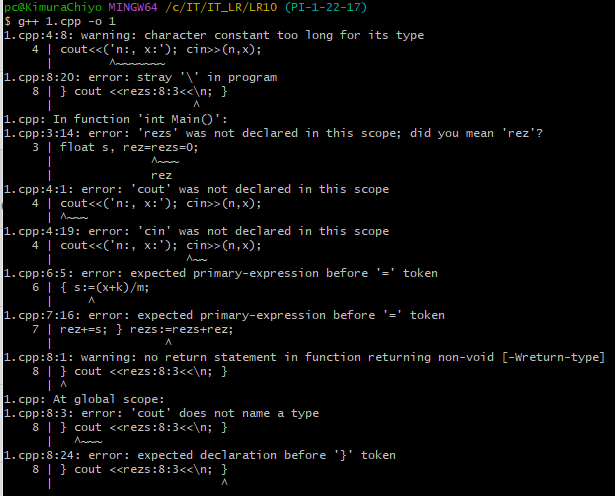 pc@KimuraChiyo MINGW64 /c/IT/IT_LR/LR10 (PI-1-22-17)
$ g++ 1.cpp -o 1
1.cpp:4:8: warning: character constant too long for its type
    4 | cout<<('n:, x:'); cin>>(n,x);
      |        ^~~~~~~~
1.cpp:8:20: error: stray '\' in program
    8 | } cout <<rezs:8:3<<\n; }
      |                    ^
1.cpp: In function 'int Main()':
1.cpp:3:14: error: 'rezs' was not declared in this scope; did you mean 'rez'?
    3 | float s, rez=rezs=0;
      |              ^~~~
      |              rez
1.cpp:4:1: error: 'cout' was not declared in this scope
    4 | cout<<('n:, x:'); cin>>(n,x);
      | ^~~~
1.cpp:4:19: error: 'cin' was not declared in this scope
    4 | cout<<('n:, x:'); cin>>(n,x);
      |                   ^~~
1.cpp:6:5: error: expected primary-expression before '=' token
    6 | { s:=(x+k)/m;
      |     ^
1.cpp:7:16: error: expected primary-expression before '=' token
    7 | rez+=s; } rezs:=rezs+rez;
      |                ^
1.cpp:8:1: warning: no return statement in function returning non-void [-Wreturn-type]
    8 | } cout <<rezs:8:3<<\n; }
      | ^
1.cpp: At global scope:
1.cpp:8:3: error: 'cout' does not name a type
    8 | } cout <<rezs:8:3<<\n; }
      |   ^~~~
1.cpp:8:24: error: expected declaration before '}' token
    8 | } cout <<rezs:8:3<<\n; }
      |                        ^